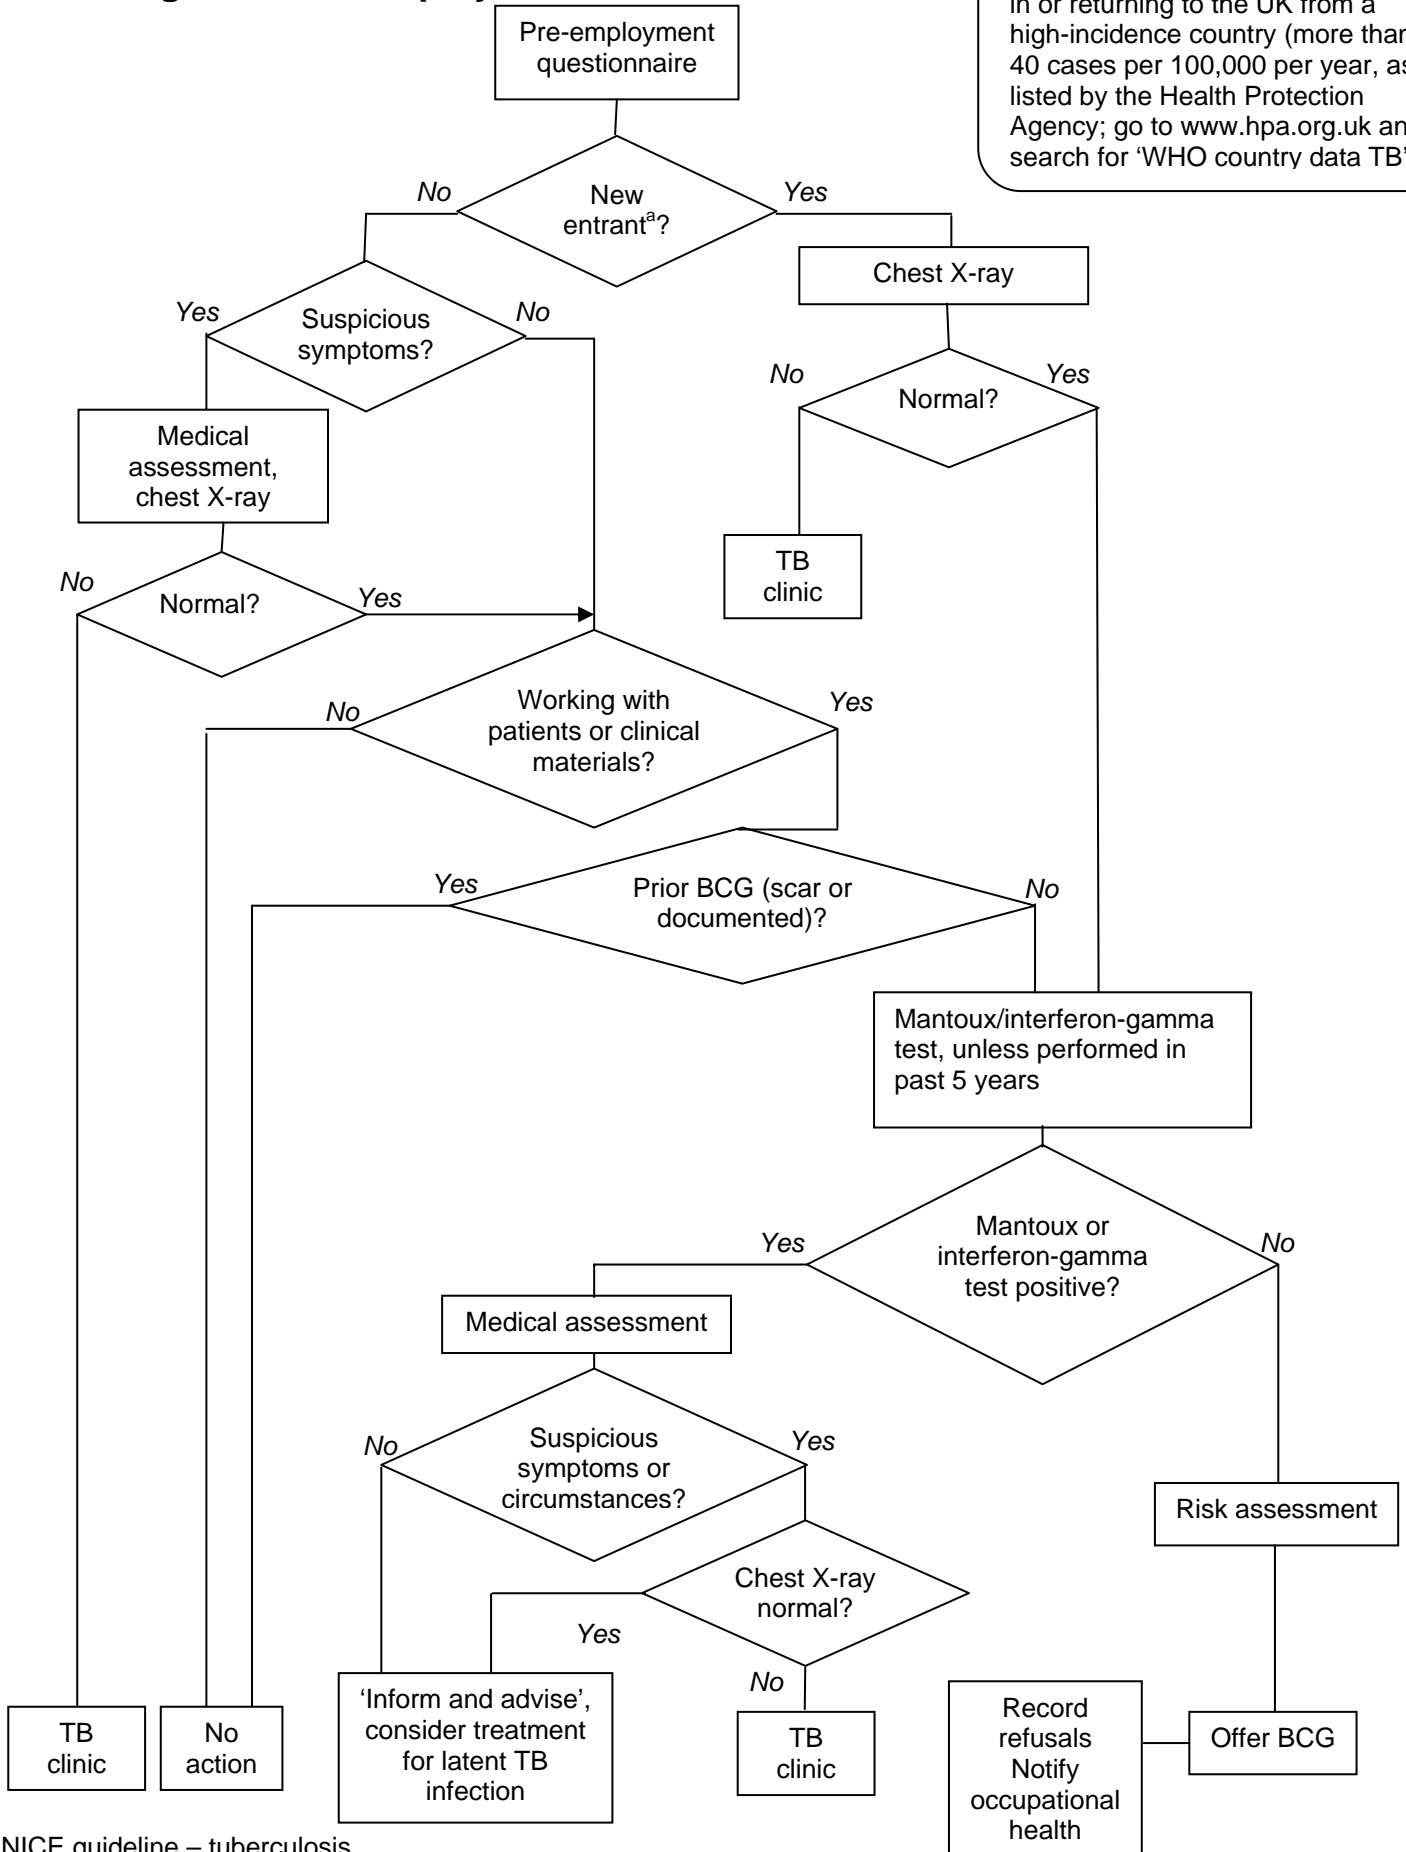 Pre-employment
questionnaire
in or returning to the UK from a
high-incidence country (more than
40 cases per 100,000 per year, as
listed by the Health Protection
Agency; go to www.hpa.org.uk an
search for ‘WHO country data TB’
No
New
entrantᵃ?
Yes
Chest X-ray
Yes
Suspicious
symptoms?
No
No
Normal?
Yes
Medical
assessment,
chest X-ray
TB
clinic
No
Normal?
Yes
No
Working with
patients or clinical
materials?
Yes
Yes
Prior BCG (scar or
documented)?
No
Mantoux/interferon-gamma
test, unless performed in
past 5 years
Yes
Mantoux or
interferon-gamma
test positive?
No
Medical assessment
No
Suspicious
symptoms or
circumstances?
Yes
Risk assessment
Chest X-ray
normal?
Yes
No
TB
clinic
No
action
‘Inform and advise’,
consider treatment
for latent TB
infection
TB
clinic
Record
refusals
Notify
occupational
health
Offer BCG
NICE guideline – tuberculosis